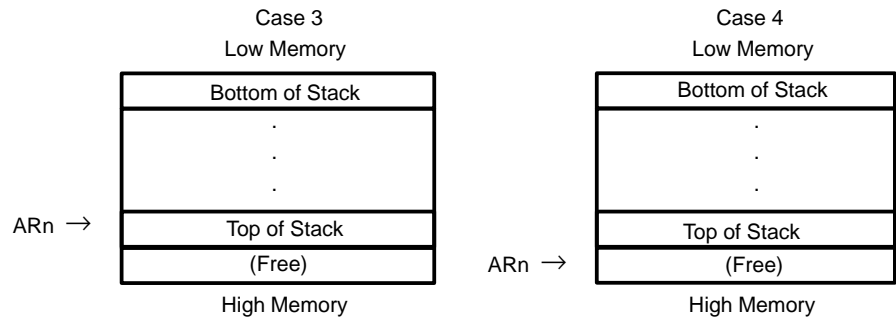 Case 3
Low Memory
Bottom of Stack
.
.
.
ARn → Top of Stack
(Free)
High Memory
Case 4
Low Memory
Bottom of Stack
.
.
.
Top of Stack
ARn → (Free)
High Memory